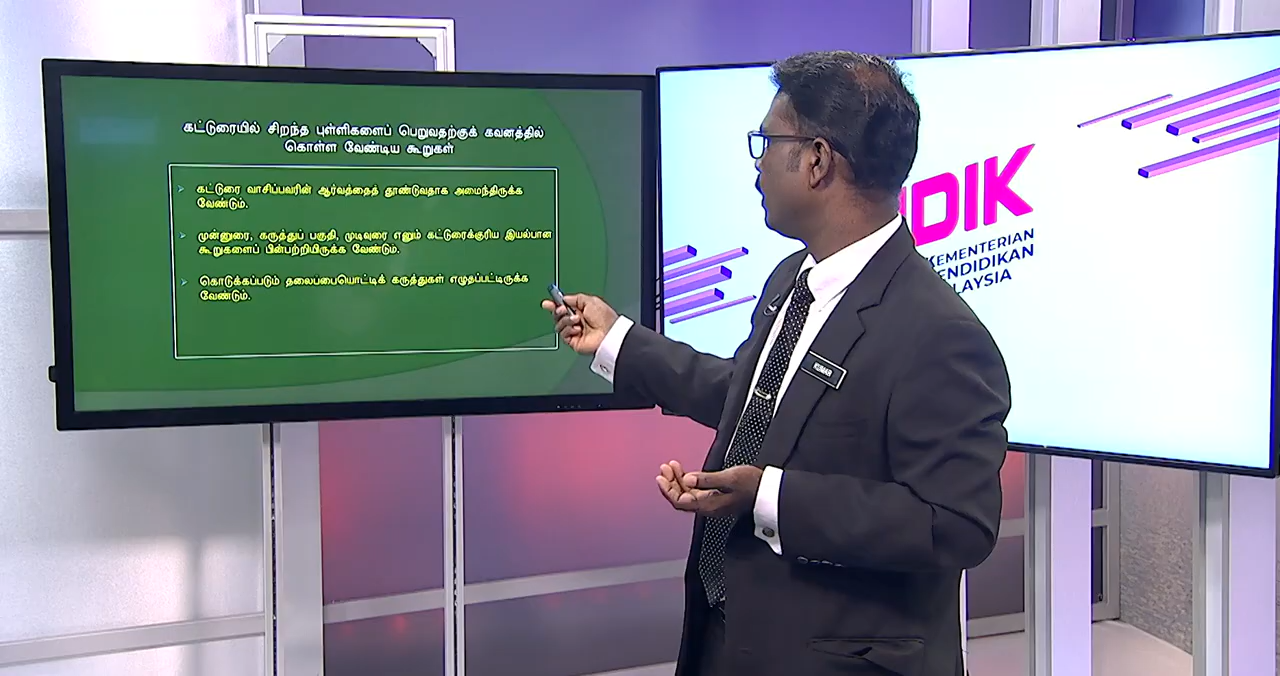 கட்டுரையில் சிறந்த புள்ளிகளைப் பெறுவதற்குக் கவனத்தில்
கொள்ள வேண்டிய கூறுகள்
கட்டுரை வாசிப்பவரின் ஆர்வத்தைத் தூண்டுவதாக அமைந்திருக்க
வேண்டும்.
முன்னுரை, கருத்துப் பகுதி, முடிவுரை எனும் கட்டுரைக்குரிய இயல்பான
கூறுகளைப் பின்பற்றியிருக்க வேண்டும்.
கொடுக்கப்படும் தலைப்பையொட்டிக் கருத்துகள் எழுதப்பட்டிருக்க
வேண்டும்.
DIK
KEMENTERIAN
ENDIDIKAN
LAYSIA
KUMAR